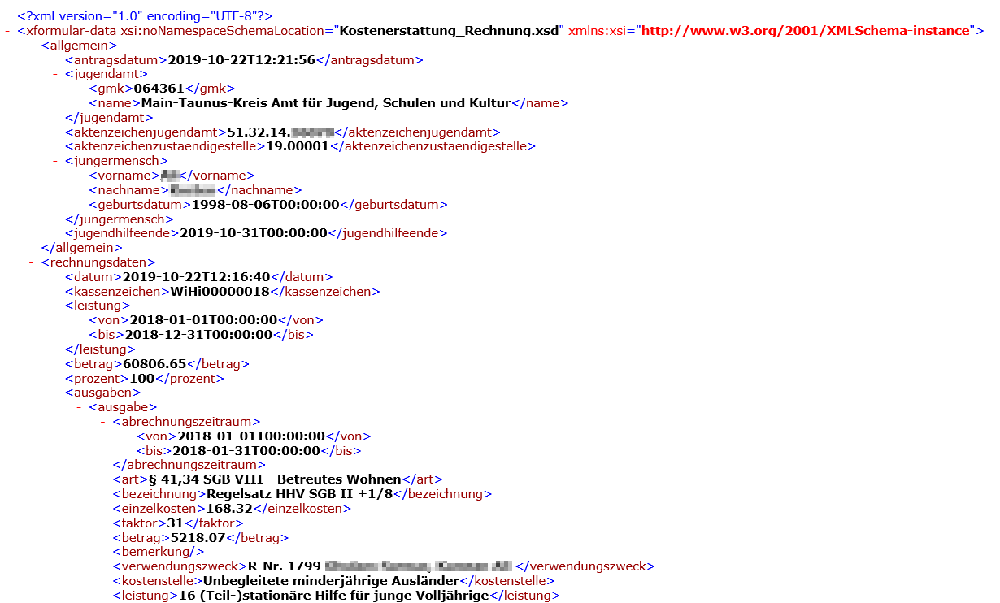 <?xml version="1.0" encoding="UTF-8"?>
- <xformular-data xsi:noNamespaceSchemaLocation="Kostenerstattung_Rechnung.xsd" xmlns:xsi="http://www.w3.org/2001/XMLSchema-instance">
- <allgemein>
<antragsdatum>2019-10-22T12:21:56</antragsdatum>
- <jugendamt>
<gmk>064361</gmk>
<name>Main-Taunus-Kreis Amt für Jugend, Schulen und Kultur</name>
</jugendamt>
<aktenzeichenjugendamt>51.32.14.</aktenzeichenjugendamt>
<aktenzeichenzustaendigestelle>19.00001</aktenzeichenzustaendigestelle>
- <jungermensch>
<vorname></vorname>
<nachname></nachname>
<geburtsdatum>1998-08-06T00:00:00</geburtsdatum>
</jungermensch>
<jugendhilfeende>2019-10-31T00:00:00</jugendhilfeende>
</allgemein>
- <rechnungsdaten>
<datum>2019-10-22T12:16:40</datum>
<kassenzeichen>WiHi00000018</kassenzeichen>
- <leistung>
<von>2018-01-01T00:00:00</von>
<bis>2018-12-31T00:00:00</bis>
</leistung>
<betrag>60806.65</betrag>
<prozent>100</prozent>
- <ausgaben>
- <ausgabe>
- <abrechnungszeitraum>
<von>2018-01-01T00:00:00</von>
<bis>2018-01-31T00:00:00</bis>
</abrechnungszeitraum>
<art>§ 41,34 SGB VIII - Betreutes Wohnen</art>
<bezeichnung>Regelsatz HHV SGB II +1/8</bezeichnung>
<einzelkosten>168.32</einzelkosten>
<faktor>31</faktor>
<betrag>5218.07</betrag>
<bemerkung/>
<verwendungszweck>R-Nr. 1799 </verwendungszweck>
<kostenstelle>Unbegleitete minderjährige Ausländer</kostenstelle>
<leistung>16 (Teil-)stationäre Hilfe für junge Volljährige</leistung>